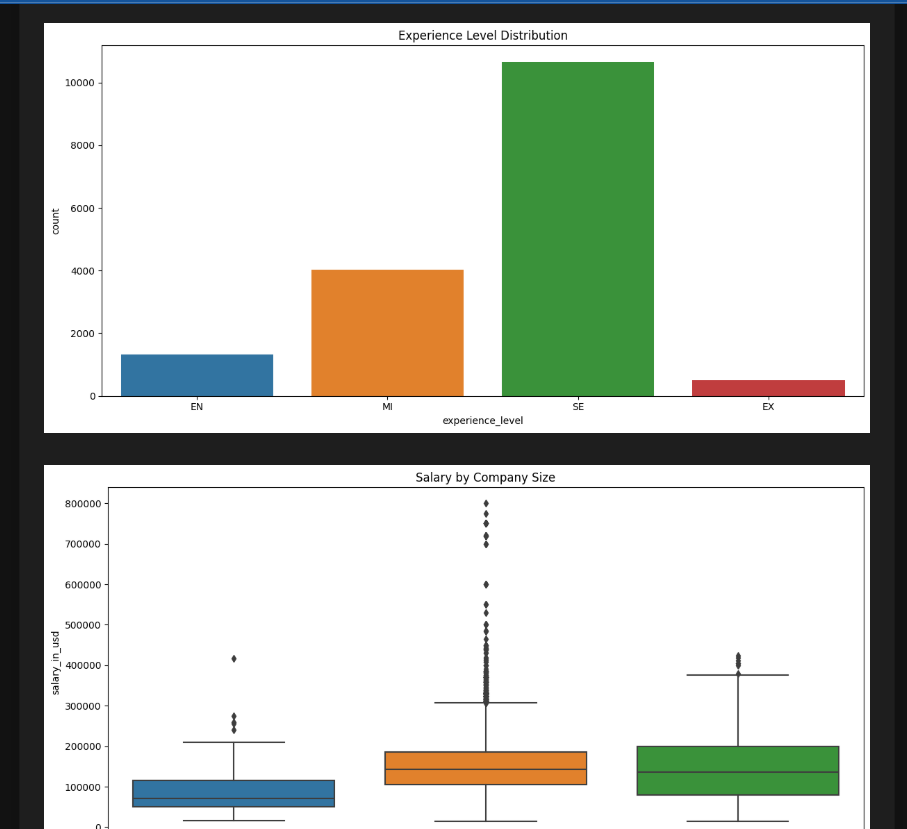 Experience Level Distribution
10000
8000
6000
4000
2000
0
count
EN MI SE EX
experience_level
Salary by Company Size
800000
700000
600000
500000
400000
300000
200000
100000
0
salary_in_usd